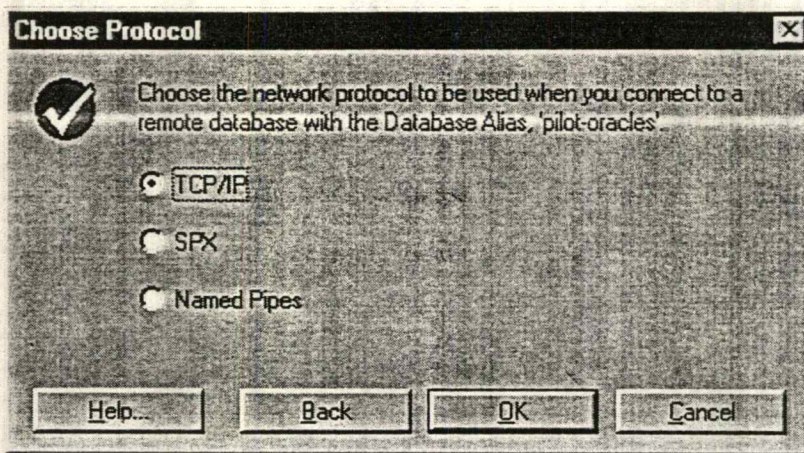 Choose Protocol
Choose the network protocol to be used when you connect to a
remote database with the Database Alias, 'pilot-oracles'.
TCP/IP
SPX
Named Pipes
Help... Back OK Cancel